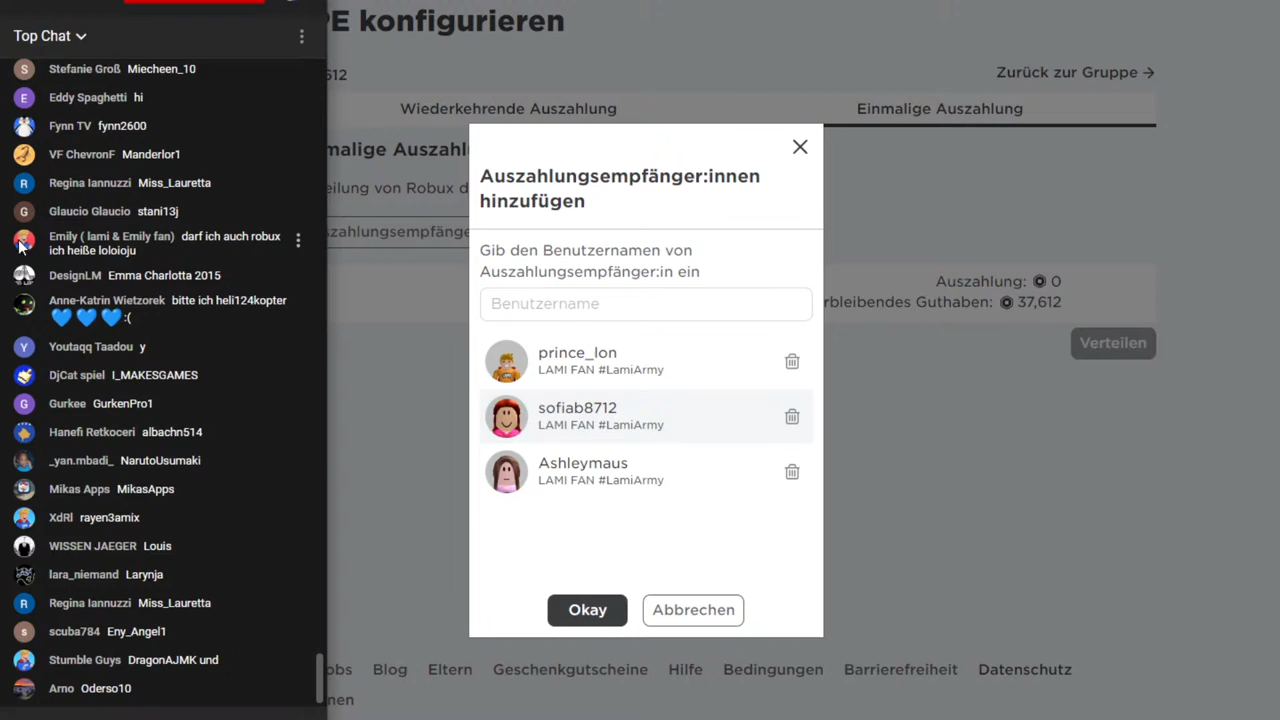 Top Chat
Stefanie Groß Miecheen_10
Eddy Spaghetti hi
Fynn TV fynn2600
VF ChevronF Manderlor1
Regina Iannuzzi Miss_Lauretta
Glaucio Glaucio stani13j
Emily ( lami & Emily fan) darf ich auch robux
ich heiße loloioju
DesignLM Emma Charlotta 2015
Anne-Katrin Wietzorek bitte ich heli124kopter
💙💙💙:(
Youtaqq Taadou y
DjCat spiel I_MAKESGAMES
Gurkee GurkenPro1
Hanefi Retkoceri albachn514
_yan.mbadi_ NarutoUsumaki
Mikas Apps MikasApps
XdRl rayen3amix
WISSEN JAEGER Louis
lara_niemand Larynja
Regina Iannuzzi Miss_Lauretta
scuba784 Eny_Angel1
Stumble Guys DragonAJMK und
Arno Oderso10
PE konfigurieren
612
Zurück zur Gruppe →
Wiederkehrende Auszahlung
Einmalige Auszahlung
malige Auszahl
eilung von Robux d
szahlungsempfänge
Auszahlung: 0
rbleibendes Guthaben: 37,612
Verteilen
Auszahlungsempfänger:innen
hinzufügen
Gib den Benutzernamen von
Auszahlungsempfänger:in ein
Benutzername
prince_lon
LAMI FAN #LamiArmy
sofiab8712
LAMI FAN #LamiArmy
Ashleymaus
LAMI FAN #LamiArmy
Okay
Abbrechen
obs
Blog
Eltern
Geschenkgutscheine
Hilfe
Bedingungen
Barrierefreiheit
Datenschutz
nen